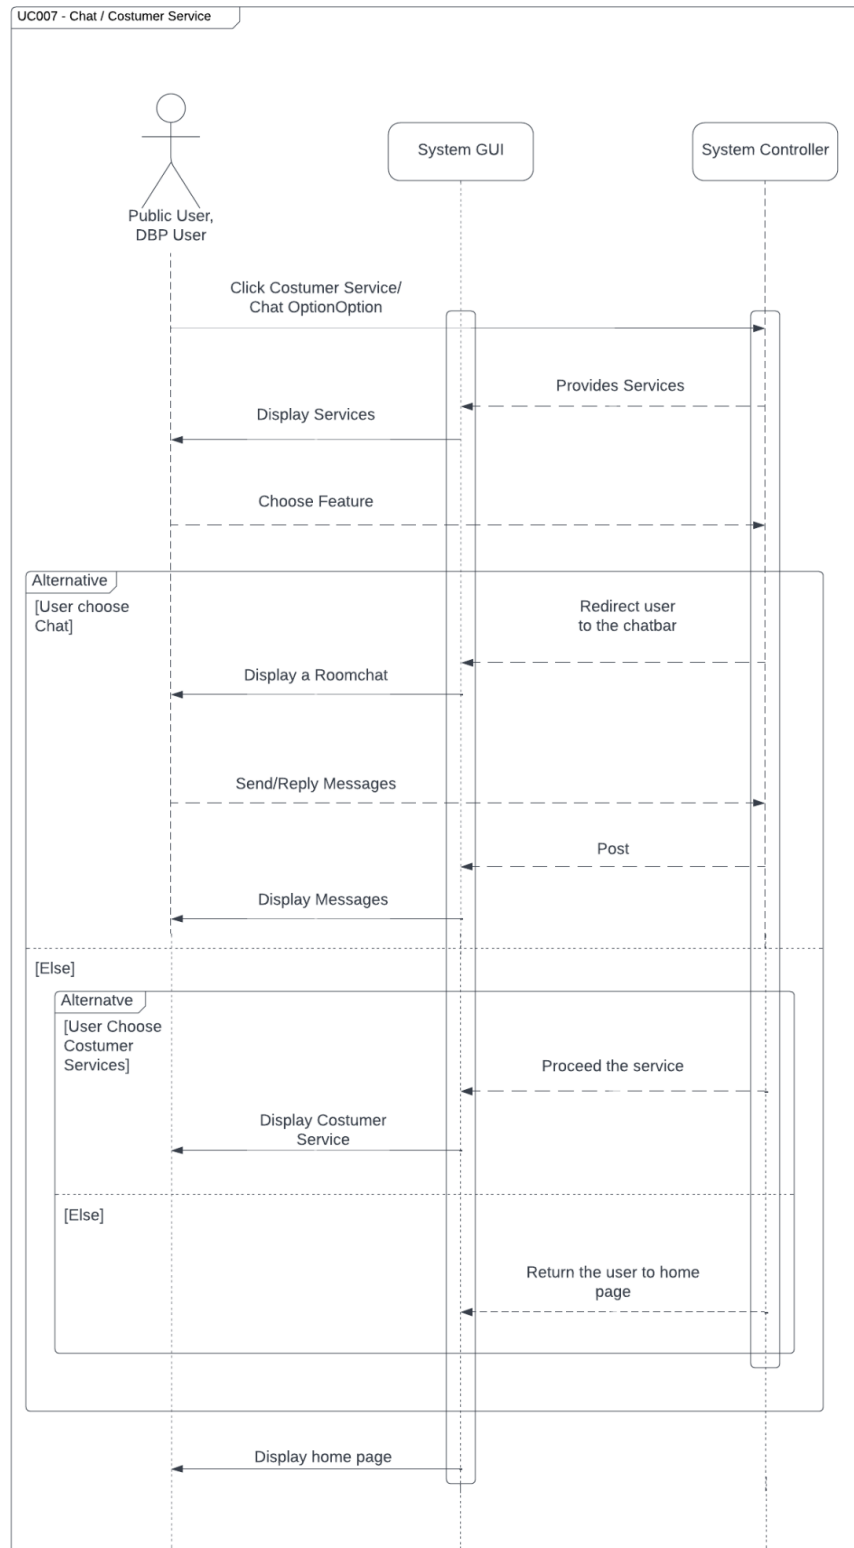 UC007 - Chat / Costumer Service
System GUI
System Controller
Public User,
DBP User
Click Costumer Service/
Chat OptionOption
Provides Services
Display Services
Choose Feature
Alternative
[User choose
Chat]
Redirect user
to the chatbar
Display a Roomchat
Send/Reply Messages
Post
Display Messages
[Else]
Alternatve
[User Choose
Costumer
Services]
Proceed the service
Display Costumer
Service
[Else]
Return the user to home
page
Display home page